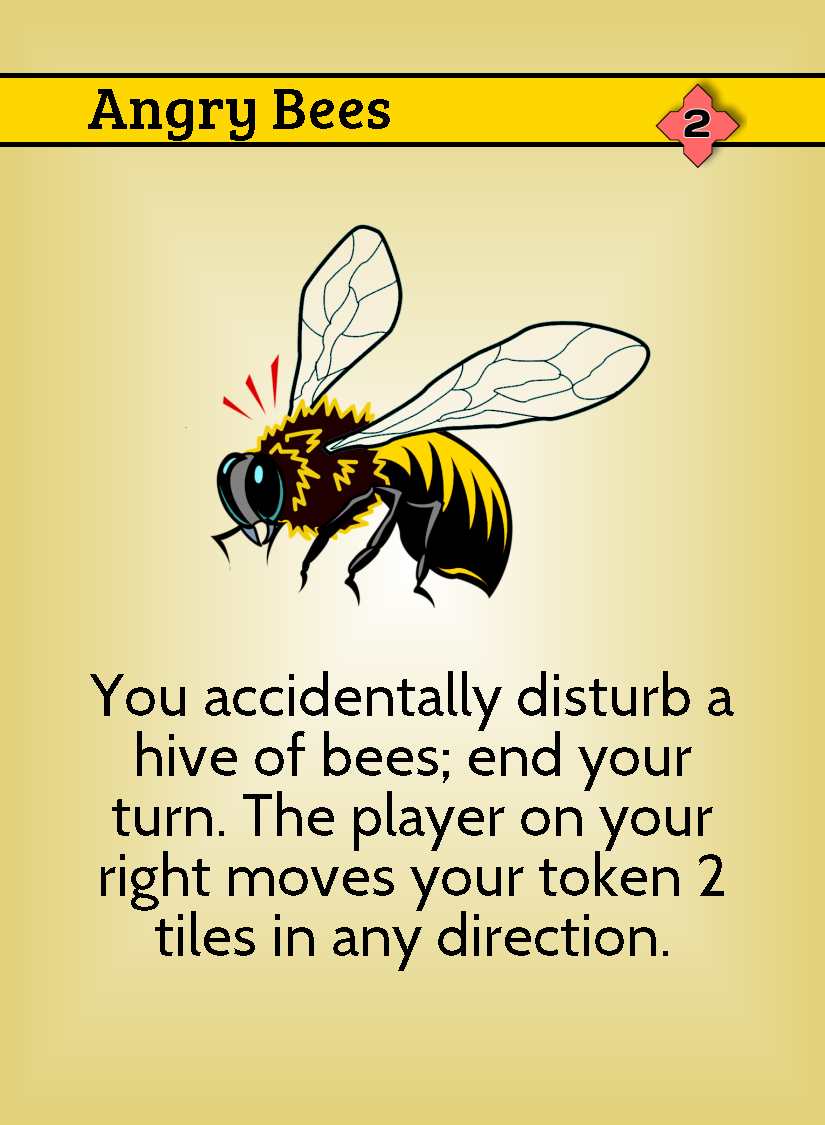 Angry Bees
2
You accidentally disturb a
hive of bees; end your
turn. The player on your
right moves your token 2
tiles in any direction.